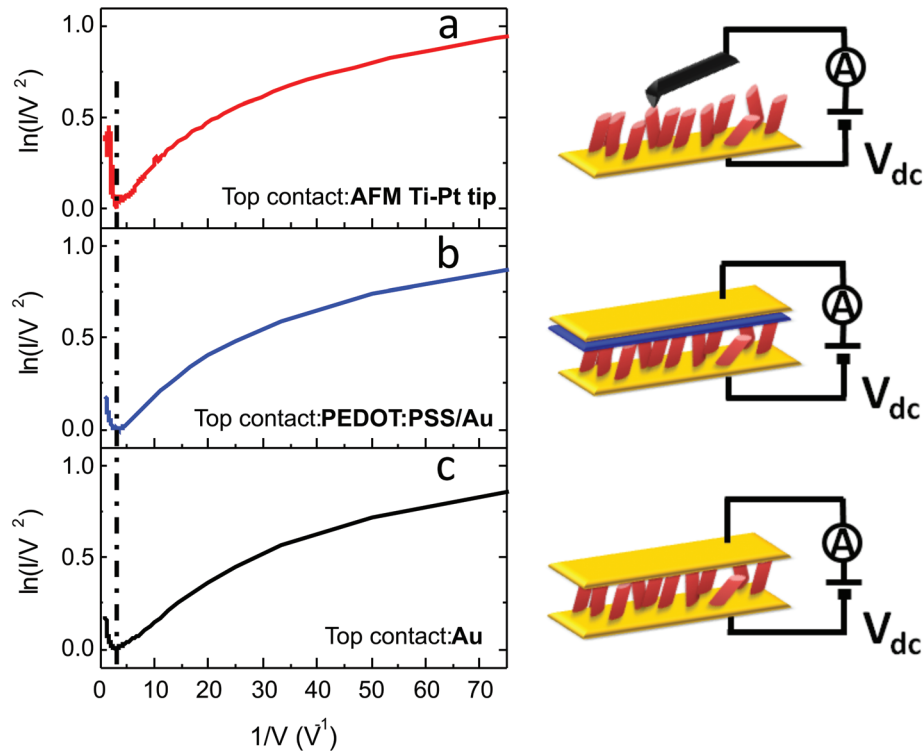 a
1.0
0.5
0.0
ln(I/V ²)
Top contact:AFM Ti-Pt tip
A
Vdc
b
1.0
0.5
0.0
ln(I/V ²)
Top contact:PEDOT:PSS/Au
A
Vdc
c
1.0
0.5
0.0
ln(I/V ²)
Top contact:Au
A
Vdc
0 10 20 30 40 50 60 70
1/V (V⁻¹)